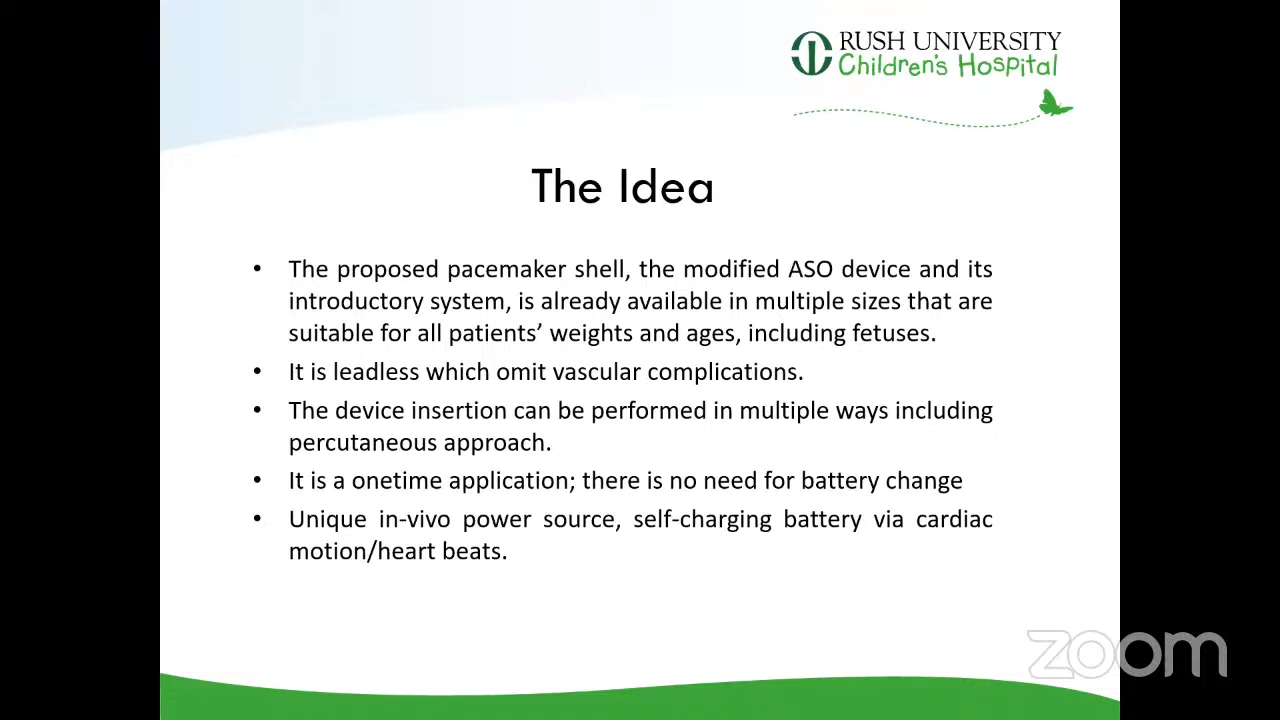 RUSH UNIVERSITY
Children's Hospital
The Idea
• The proposed pacemaker shell, the modified ASO device and its
introductory system, is already available in multiple sizes that are
suitable for all patients’ weights and ages, including fetuses.
• It is leadless which omit vascular complications.
• The device insertion can be performed in multiple ways including
percutaneous approach.
• It is a onetime application; there is no need for battery change
• Unique in-vivo power source, self-charging battery via cardiac
motion/heart beats.
zoom